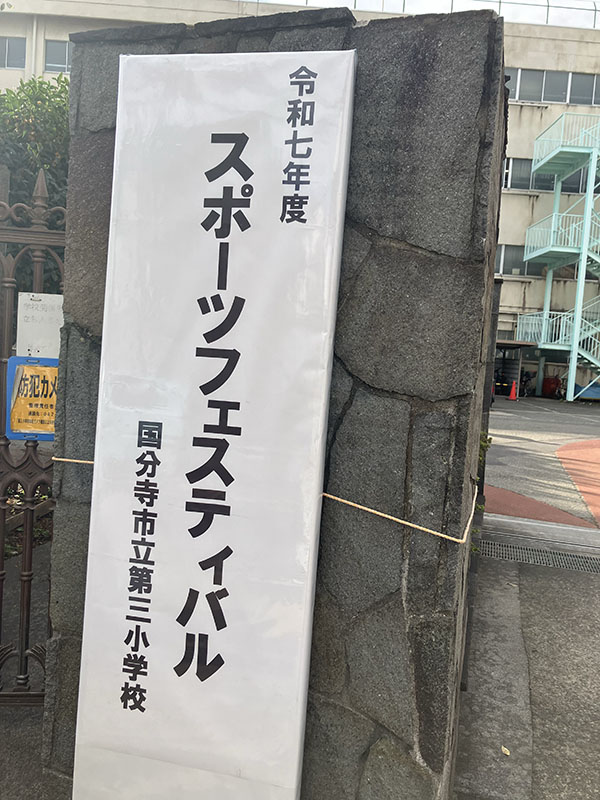 令和七年度
スポーツフェスティバル
国分寺市立第三小学校
防犯カメ